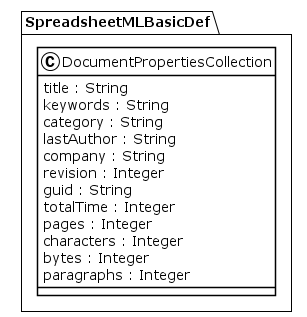 SpreadsheetMLBasicDef
C DocumentPropertiesCollection
title : String
keywords : String
category : String
lastAuthor : String
company : String
revision : Integer
guid : String
totalTime : Integer
pages : Integer
characters : Integer
bytes : Integer
paragraphs : Integer